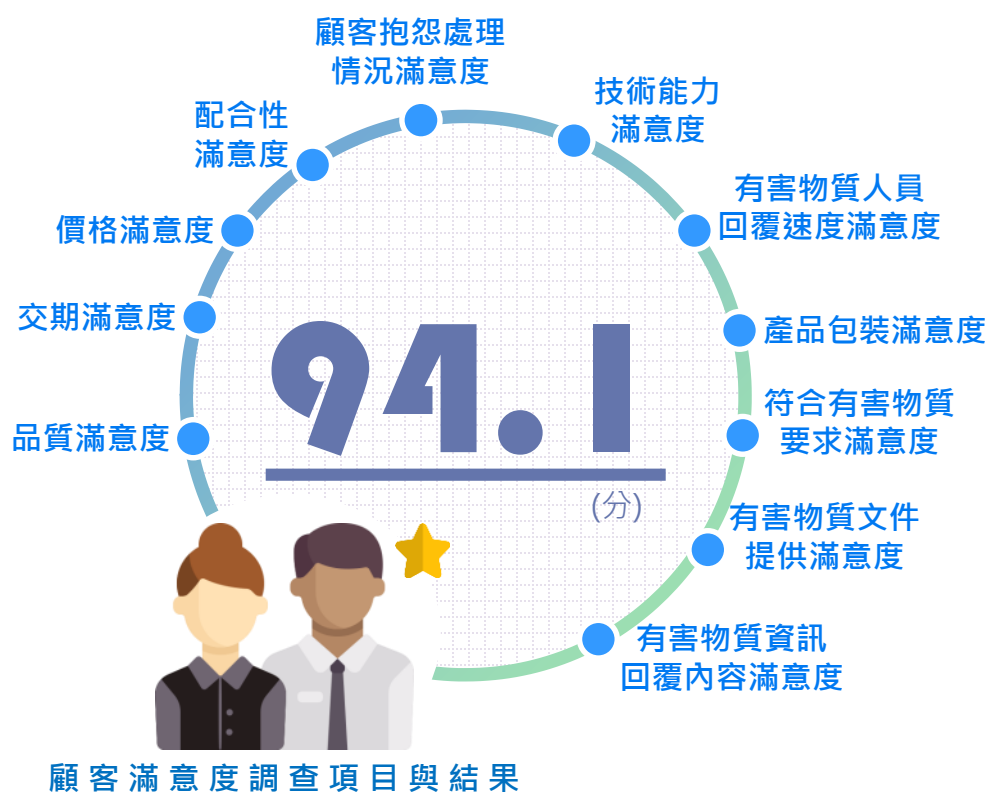 顧客抱怨處理
情況滿意度
技術能力
滿意度
配合性
滿意度
有害物質人員
回覆速度滿意度
價格滿意度
交期滿意度
產品包裝滿意度
94.1
(分)
符合有害物質
要求滿意度
品質滿意度
有害物質文件
提供滿意度
有害物質資訊
回覆內容滿意度
顧客滿意度調查項目與結果